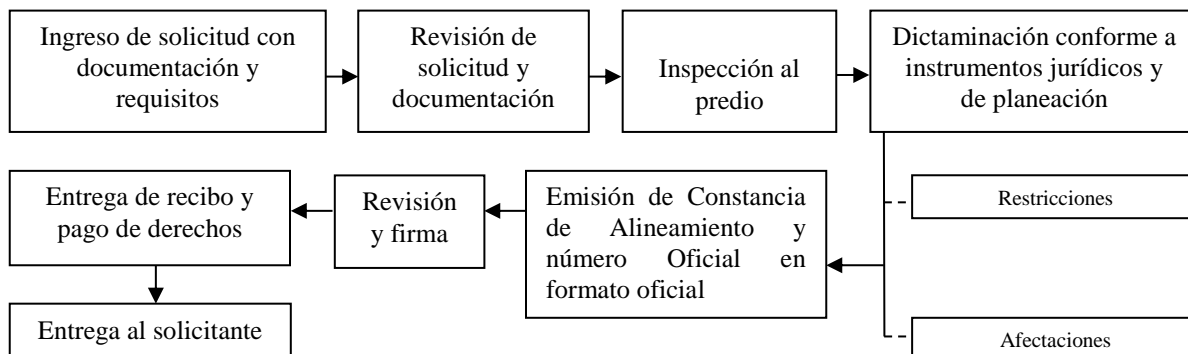 Ingreso de solicitud con
documentación y
requisitos
Revisión de
solicitud y
documentación
Inspección al
predio
Dictaminación conforme a
instrumentos jurídicos y
de planeación
Restricciones
Afectaciones
Emisión de Constancia
de Alineamiento y
número Oficial en
formato oficial
Revisión
y firma
Entrega de recibo y
pago de derechos
Entrega al solicitante